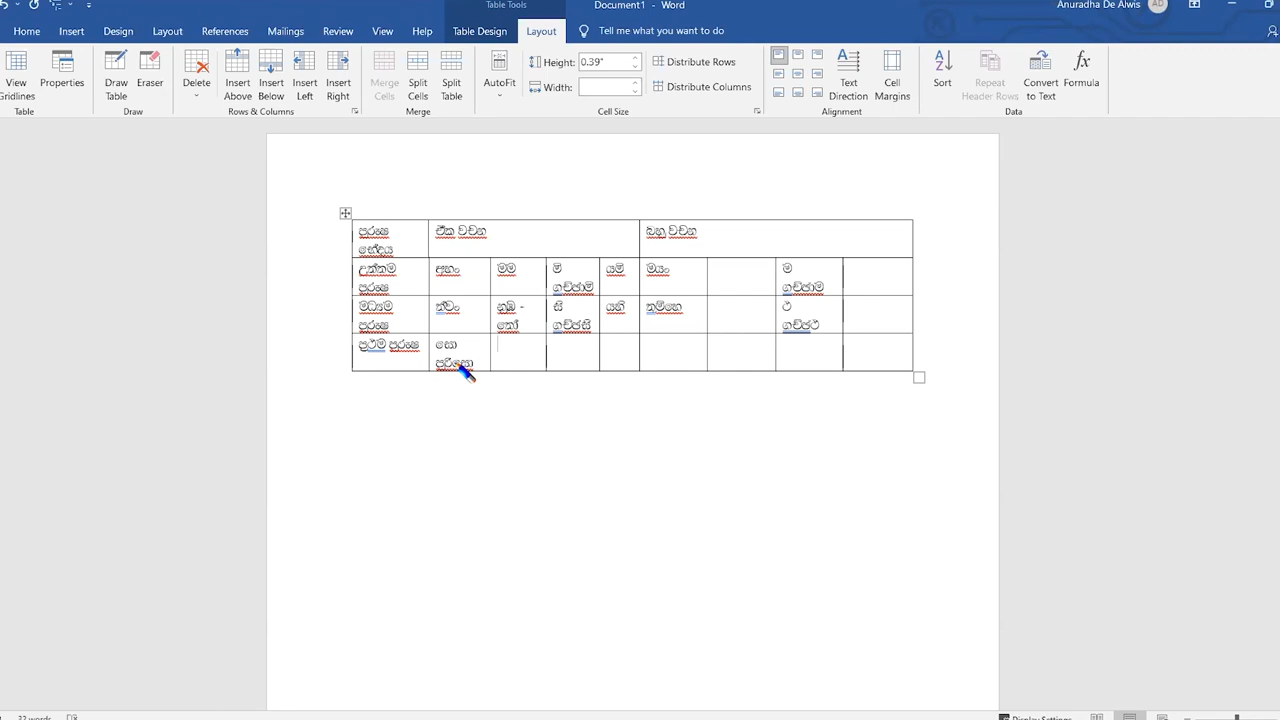 Table Tools
Document1 - Word
Anuradha De Alwis
AD
Home Insert Design Layout References Mailings Review View Help Table Design Layout Tell me what you want to do
View Gridlines
Properties
Table
Draw Table
Eraser
Draw
Delete
Insert Above
Insert Below
Insert Left
Insert Right
Rows & Columns
Merge Cells
Split Cells
Split Table
Merge
AutoFit
Height: 0.39"
Width:
Distribute Rows
Distribute Columns
Cell Size
Text Direction
Cell Margins
Alignment
Sort
Repeat Header Rows
Convert to Text
Formula
Data
පුරුෂ භේදය
ඒක වචන
බහු වචන
උත්තම පුරුෂ
අහං
මම
මි
ගච්ඡාමි
යමි
මයං
ම
ගච්ඡාම
මධ්‍යම පුරුෂ
ත්වං
නුඹ - තෝ
සි
ගච්ඡසි
යහි
තුම්හෙ
ථ
ගච්ඡථ
ප්‍රථම පුරුෂ
සො
පුරිසො
32 words
Display Settings